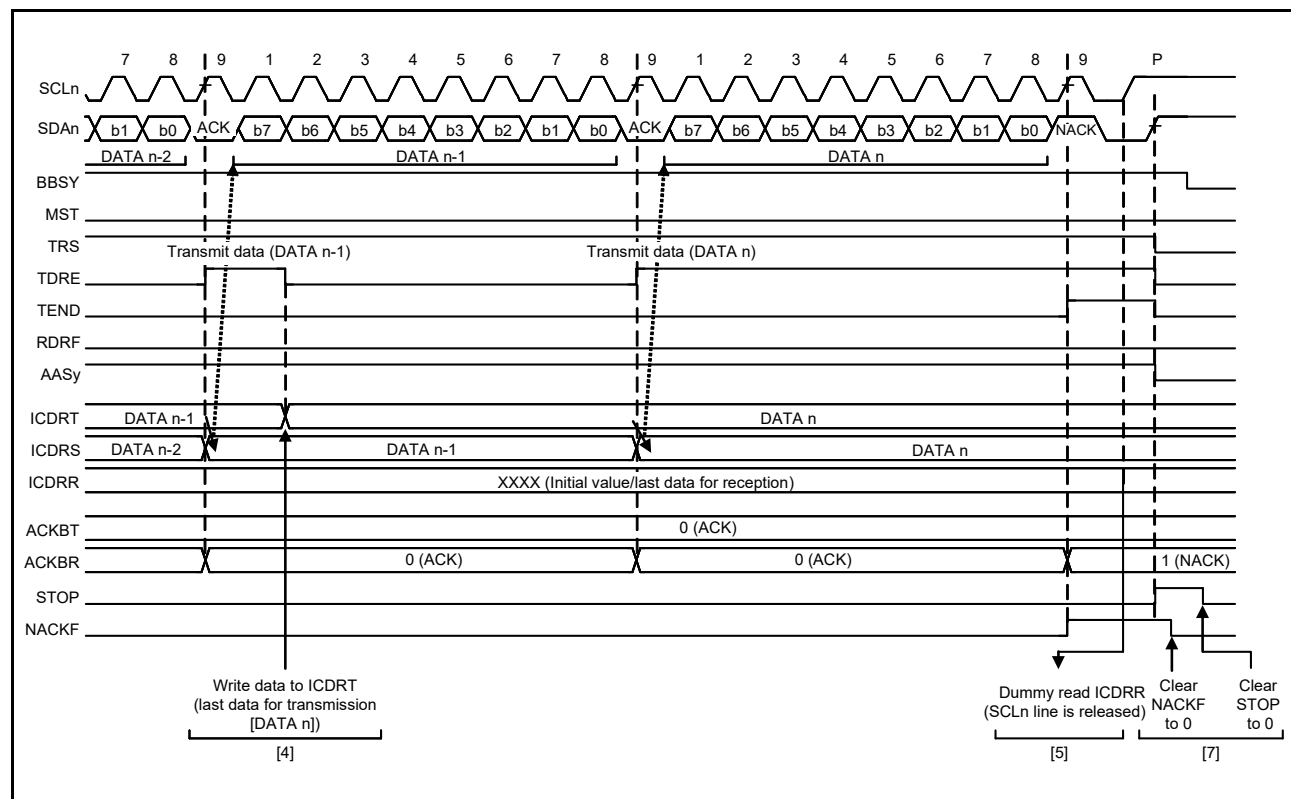 7 8 9 1 2 3 4 5 6 7 8 9 1 2 3 4 5 6 7 8 9 P
SCLn
SDAn b1 b0 ACK b7 b6 b5 b4 b3 b2 b1 b0 ACK b7 b6 b5 b4 b3 b2 b1 b0 NACK
DATA n-2 DATA n-1 DATA n
BBSY
MST
TRS
Transmit data (DATA n-1) Transmit data (DATA n)
TDRE
TEND
RDRF
AASy
ICDRT DATA n-1 DATA n
ICDRS DATA n-2 DATA n-1 DATA n
ICDRR XXXX (Initial value/last data for reception)
ACKBT 0 (ACK)
ACKBR 0 (ACK) 0 (ACK) 1 (NACK)
STOP
NACKF
Write data to ICDRT
(last data for transmission
[DATA n])
[4]
Dummy read ICDRR
(SCLn line is released)
[5]
Clear
NACKF
to 0
Clear
STOP
to 0
[7]